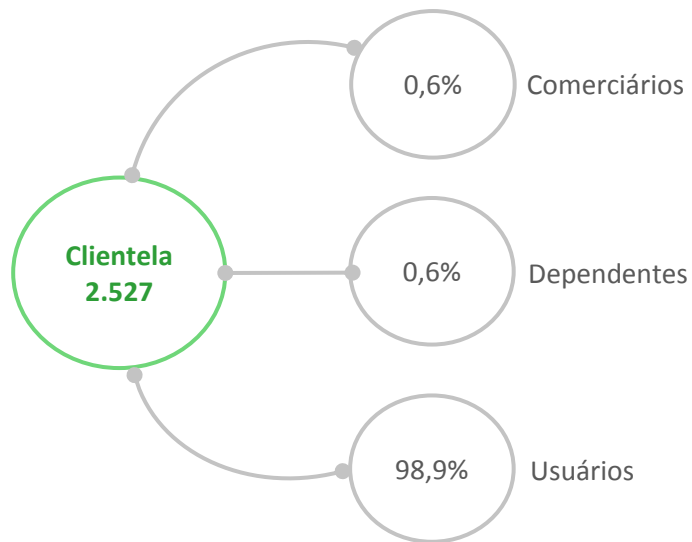 0,6%
Comerciários
Clientela
2.527
0,6%
Dependentes
98,9%
Usuários